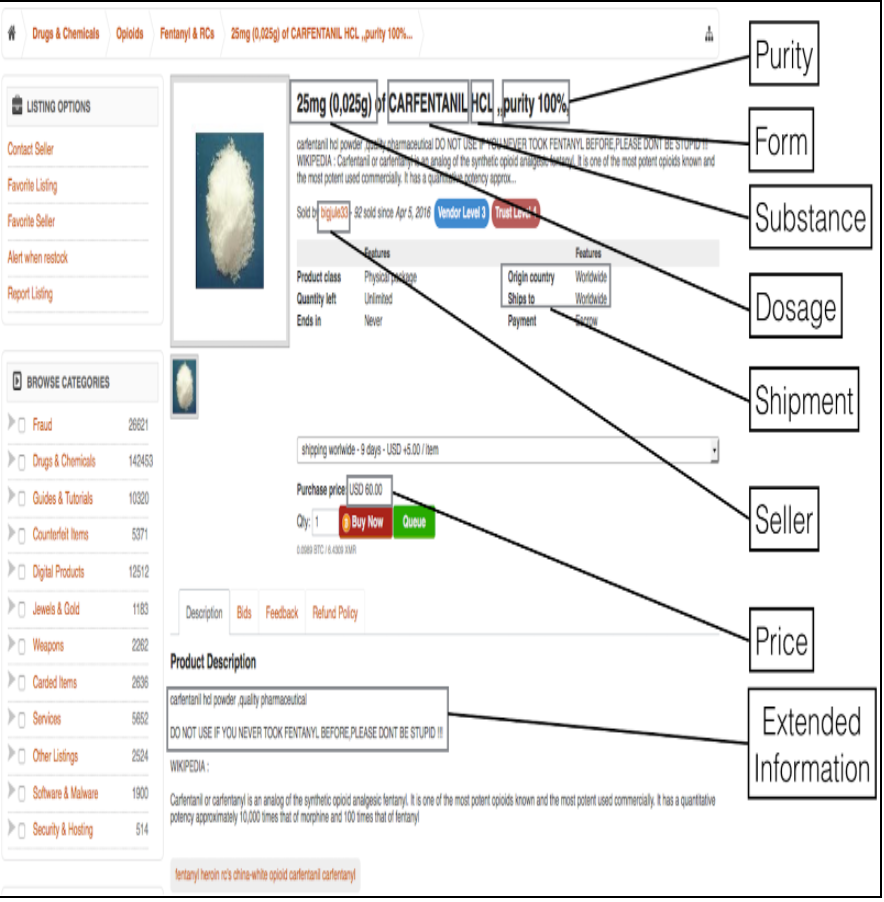 Drugs & Chemicals Opioids Fentanyl & RCs 25mg (0,025g) of CARFENTANIL HCL ,,purity 100%...
LISTING OPTIONS
Contact Seller
Favorite Listing
Favorite Seller
Alert when restock
Report Listing
25mg (0,025g) of CARFENTANIL HCL ,,purity 100%.
carfentanil hcl powder ,quality pharmaceutical DO NOT USE IF YOU NEVER TOOK FENTANYL BEFORE,PLEASE DONT BE STUPID !!!
WIKIPEDIA : Carfentanil or carfentanyl is an analog of the synthetic opioid analgesic fentanyl. It is one of the most potent opioids known and
the most potent used commercially. It has a quantitative potency approx...
Sold by bigjule33 - 92 sold since Apr 5, 2016 Vendor Level 3 Trust Level 4
Features Features
Product class Physical package Origin country Worldwide
Quantity left Unlimited Ships to Worldwide
Ends in Never Payment Escrow
shipping worlwide - 9 days - USD +5.00 / item
Purchase price: USD 60.00
Qty: 1 Buy Now Queue
0.0989 BTC / 6.4309 XMR
BROWSE CATEGORIES
Fraud 26621
Drugs & Chemicals 142453
Guides & Tutorials 10320
Counterfeit Items 5371
Digital Products 12512
Jewels & Gold 1183
Weapons 2262
Carded Items 2636
Services 5652
Other Listings 2524
Software & Malware 1900
Security & Hosting 514
Description Bids Feedback Refund Policy
Product Description
carfentanil hcl powder ,quality pharmaceutical
DO NOT USE IF YOU NEVER TOOK FENTANYL BEFORE,PLEASE DONT BE STUPID !!!
WIKIPEDIA :
Carfentanil or carfentanyl is an analog of the synthetic opioid analgesic fentanyl. It is one of the most potent opioids known and the most potent used commercially. It has a quantitative
potency approximately 10,000 times that of morphine and 100 times that of fentanyl
fentanyl heroin rc's china-white opioid carfentanil carfentanyl
Purity
Form
Substance
Dosage
Shipment
Seller
Price
Extended
Information